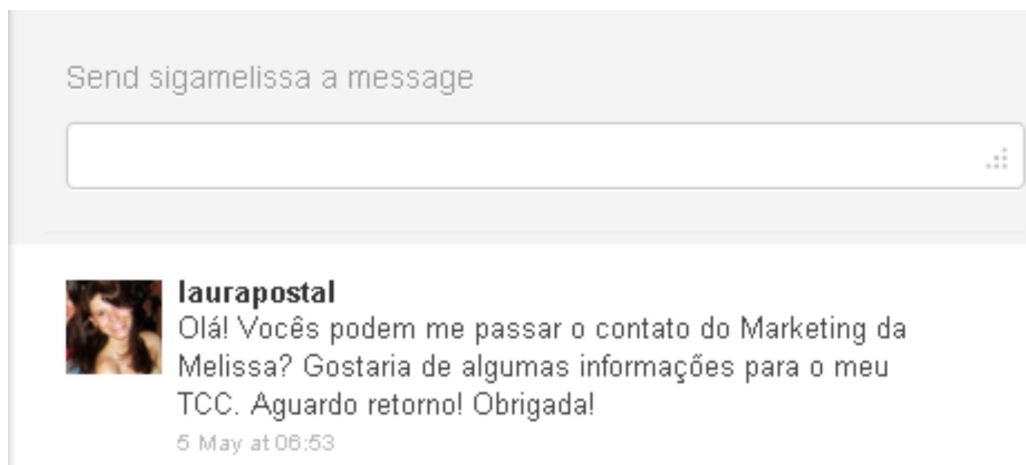 Send sigamelissa a message
laurapostal
Olá! Vocês podem me passar o contato do Marketing da
Melissa? Gostaria de algumas informações para o meu
TCC. Aguardo retorno! Obrigada!
5 May at 06:53